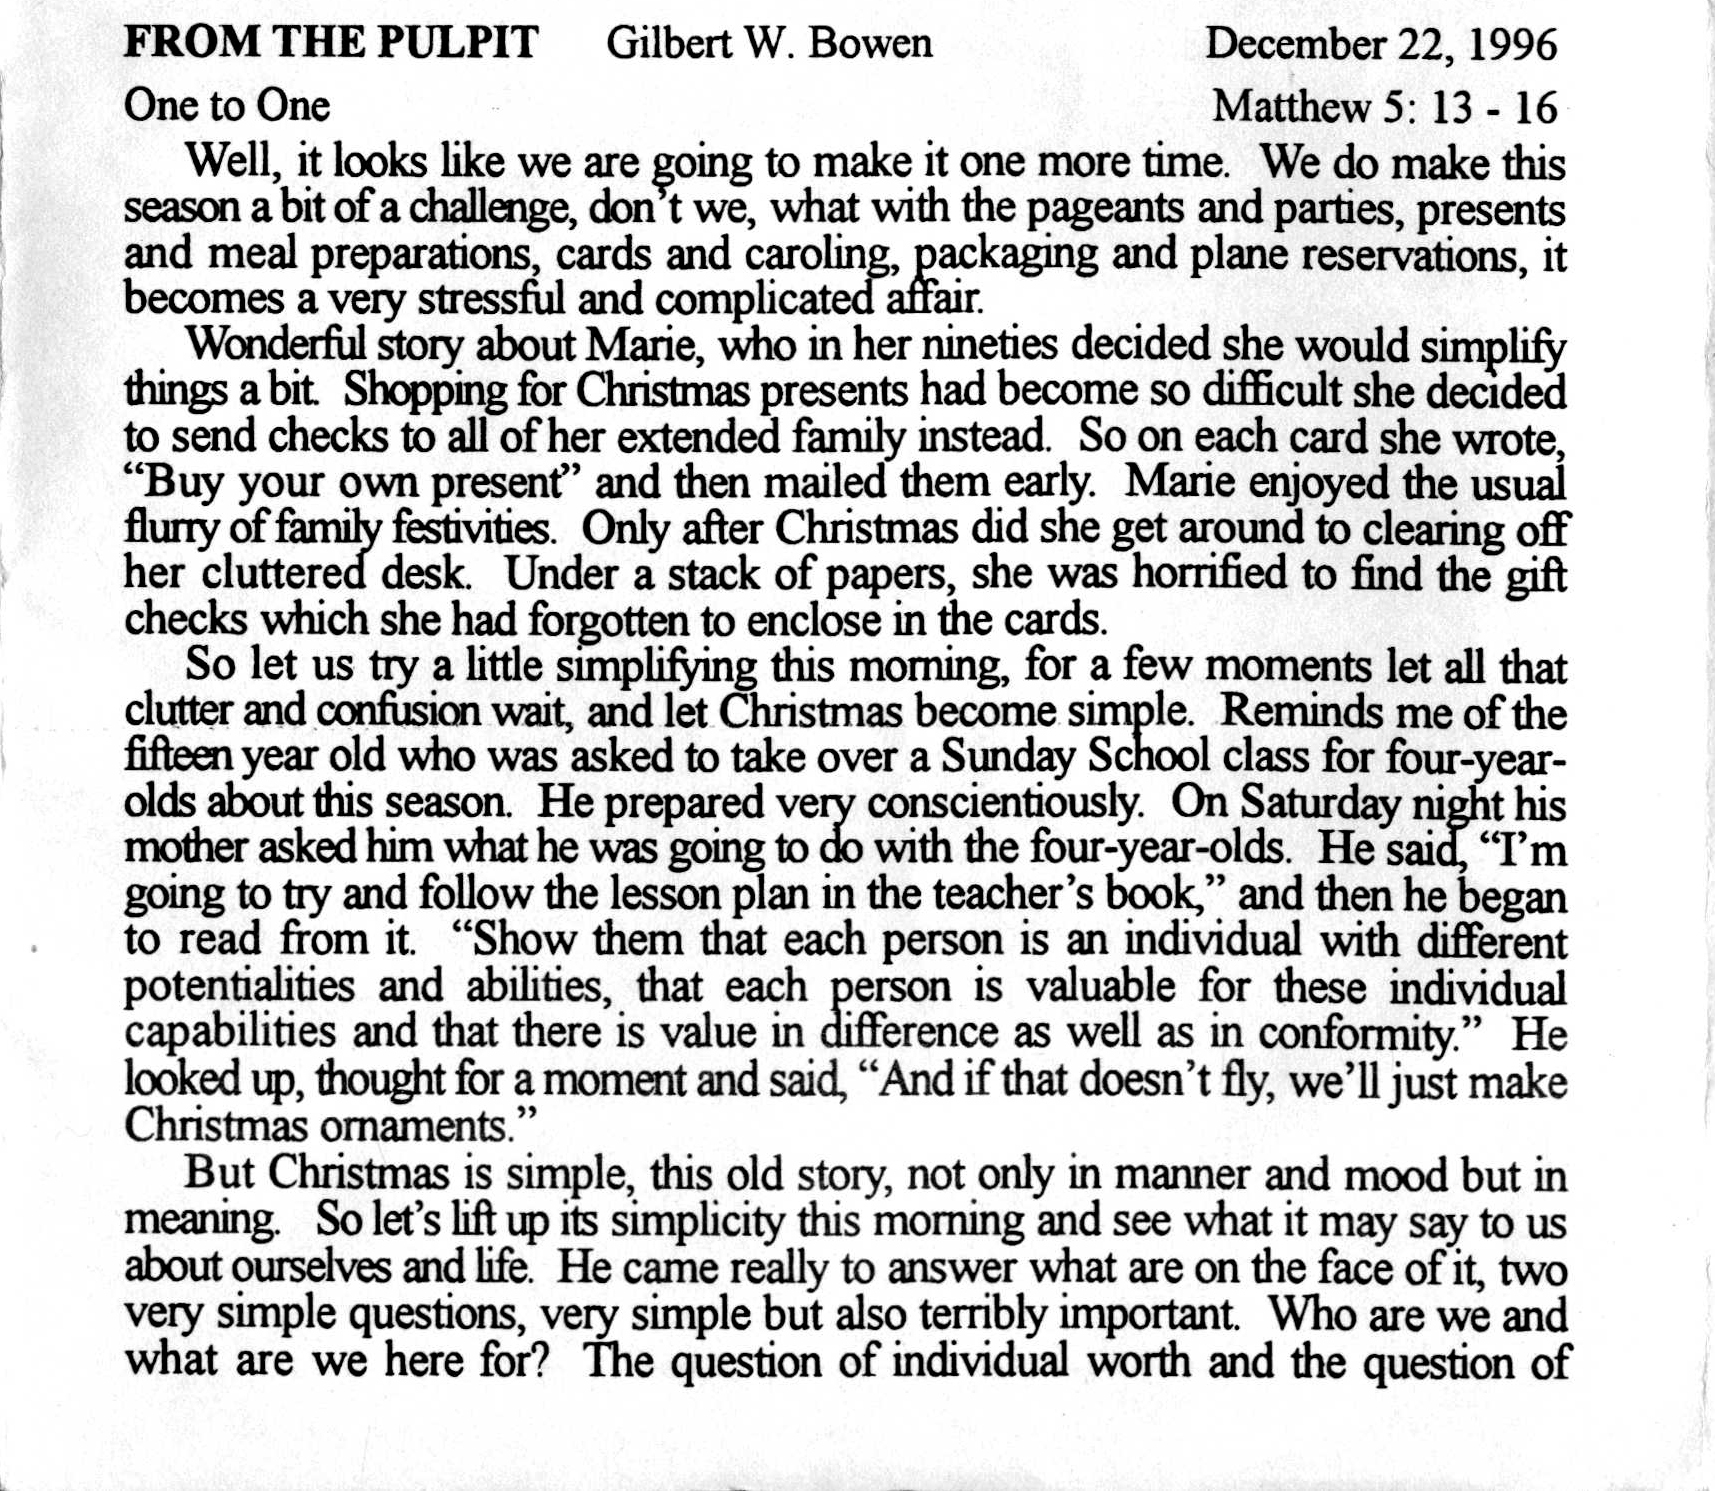 FROM THE PULPIT Gilbert W. Bowen December 22, 1996
One to One Matthew 5: 13 - 16
Well, it looks like we are going to make it one more time. We do make this
season a bit of a challenge, don't we, what with the pageants and parties, presents
and meal preparations, cards and caroling, packaging and plane reservations, it
becomes a very stressful and complicated affair.
Wonderful story about Marie, who in her nineties decided she would simplify
things a bit. Shopping for Christmas presents had become so difficult she decided
to send checks to all of her extended family instead. So on each card she wrote,
“Buy your own present” and then mailed them early. Marie enjoyed the usual
flurry of family festivities. Only after Christmas did she get around to clearing off
her cluttered desk. Under a stack of papers, she was horrified to find the gift
checks which she had forgotten to enclose in the cards.
So let us try a little simplifying this morning, for a few moments let all that
clutter and confusion wait, and let Christmas become simple. Reminds me of the
fifteen year old who was asked to take over a Sunday School class for four-year-
olds about this season. He prepared very conscientiously. On Saturday night his
mother asked him what he was going to do with the four-year-olds. He said, “I'm
going to try and follow the lesson plan in the teacher's book,” and then he began
to read from it. “Show them that each person is an individual with different
potentialities and abilities, that each person is valuable for these individual
capabilities and that there is value in difference as well as in conformity.” He
looked up, thought for a moment and said, “And if that doesn't fly, we'll just make
Christmas ornaments.”
But Christmas is simple, this old story, not only in manner and mood but in
meaning. So let's lift up its simplicity this morning and see what it may say to us
about ourselves and life. He came really to answer what are on the face of it, two
very simple questions, very simple but also terribly important. Who are we and
what are we here for? The question of individual worth and the question of